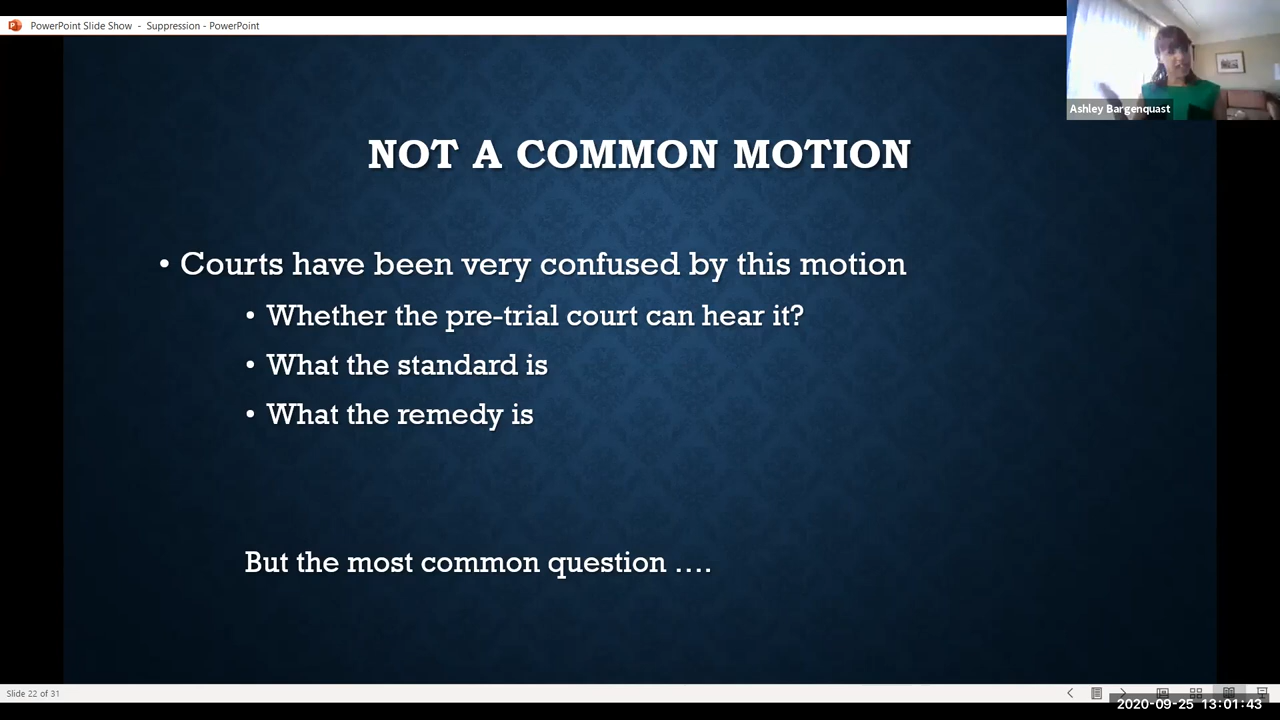 PowerPoint Slide Show - Suppression - PowerPoint
Ashley Bargenquast
NOT A COMMON MOTION
• Courts have been very confused by this motion
• Whether the pre-trial court can hear it?
• What the standard is
• What the remedy is
But the most common question ....
Slide 22 of 31
2020-09-25 13:01:43